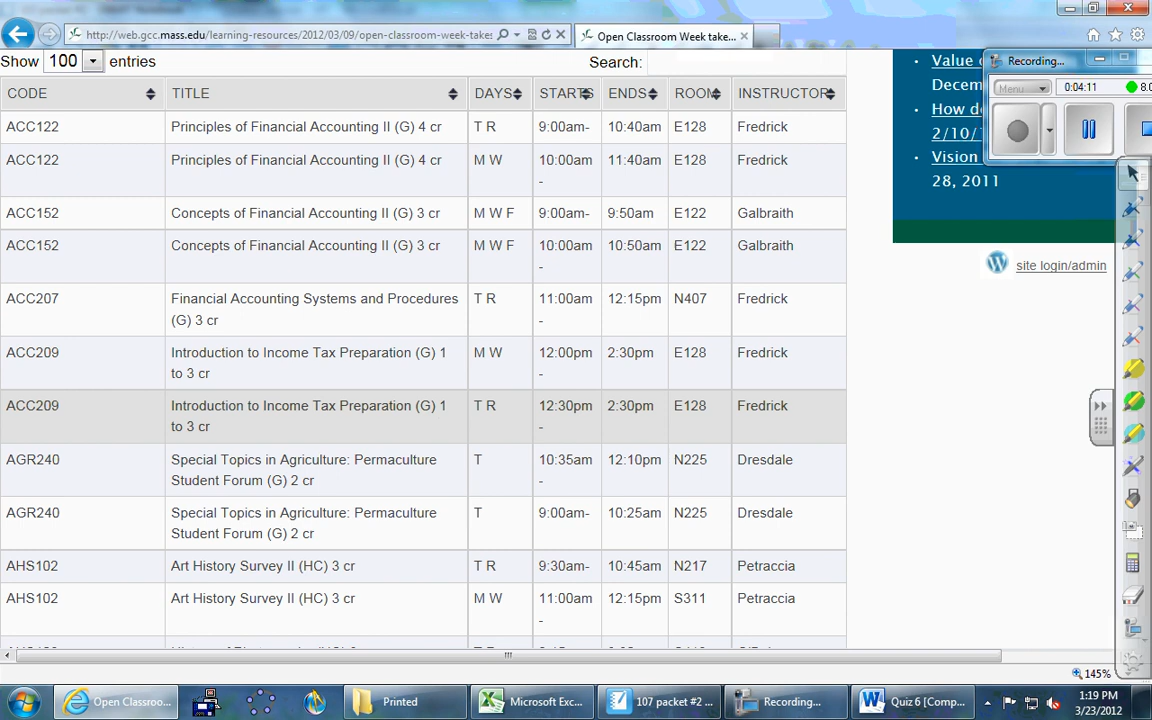 http://web.gcc.mass.edu/learning-resources/2012/03/09/open-classroom-week-takes
Open Classroom Week take...
Show 100 entries Search:
CODE TITLE DAYS STARTS ENDS ROOM INSTRUCTOR
ACC122 Principles of Financial Accounting II (G) 4 cr T R 9:00am- 10:40am E128 Fredrick
ACC122 Principles of Financial Accounting II (G) 4 cr M W 10:00am 11:40am E128 Fredrick
-
ACC152 Concepts of Financial Accounting II (G) 3 cr M W F 9:00am- 9:50am E122 Galbraith
ACC152 Concepts of Financial Accounting II (G) 3 cr M W F 10:00am 10:50am E122 Galbraith
-
ACC207 Financial Accounting Systems and Procedures T R 11:00am 12:15pm N407 Fredrick
(G) 3 cr -
ACC209 Introduction to Income Tax Preparation (G) 1 M W 12:00pm 2:30pm E128 Fredrick
to 3 cr -
ACC209 Introduction to Income Tax Preparation (G) 1 T R 12:30pm 2:30pm E128 Fredrick
to 3 cr -
AGR240 Special Topics in Agriculture: Permaculture T 10:35am 12:10pm N225 Dresdale
Student Forum (G) 2 cr -
AGR240 Special Topics in Agriculture: Permaculture T 9:00am- 10:25am N225 Dresdale
Student Forum (G) 2 cr
AHS102 Art History Survey II (HC) 3 cr T R 9:30am- 10:45am N217 Petraccia
AHS102 Art History Survey II (HC) 3 cr M W 11:00am 12:15pm S311 Petraccia
-
Value
Decem
How d
2/10/
Vision
28, 2011
site login/admin
Recording...
Menu 0:04:11 8.0
145%
Open Classroo...
Printed
Microsoft Exc...
107 packet #2 ...
Recording...
Quiz 6 [Comp...
1:19 PM
3/23/2012